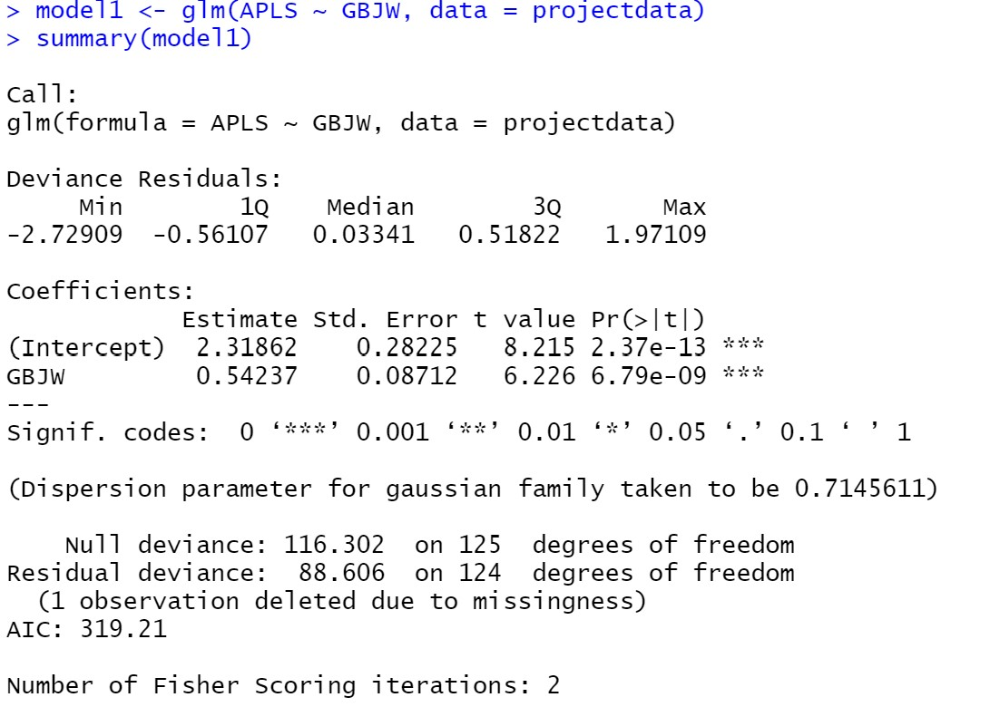 > model1 <- glm(APLS ~ GBJW, data = projectdata)
> summary(model1)
Call:
glm(formula = APLS ~ GBJW, data = projectdata)
Deviance Residuals:
     Min       1Q   Median       3Q      Max
-2.72909 -0.56107  0.03341  0.51822  1.97109
Coefficients:
            Estimate Std. Error t value Pr(>|t|)
(Intercept)  2.31862    0.28225   8.215 2.37e-13 ***
GBJW         0.54237    0.08712   6.226 6.79e-09 ***
---
Signif. codes:  0 ‘***’ 0.001 ‘**’ 0.01 ‘*’ 0.05 ‘.’ 0.1 ‘ ’ 1
(Dispersion parameter for gaussian family taken to be 0.7145611)
    Null deviance: 116.302  on 125  degrees of freedom
Residual deviance:  88.606  on 124  degrees of freedom
  (1 observation deleted due to missingness)
AIC: 319.21
Number of Fisher Scoring iterations: 2